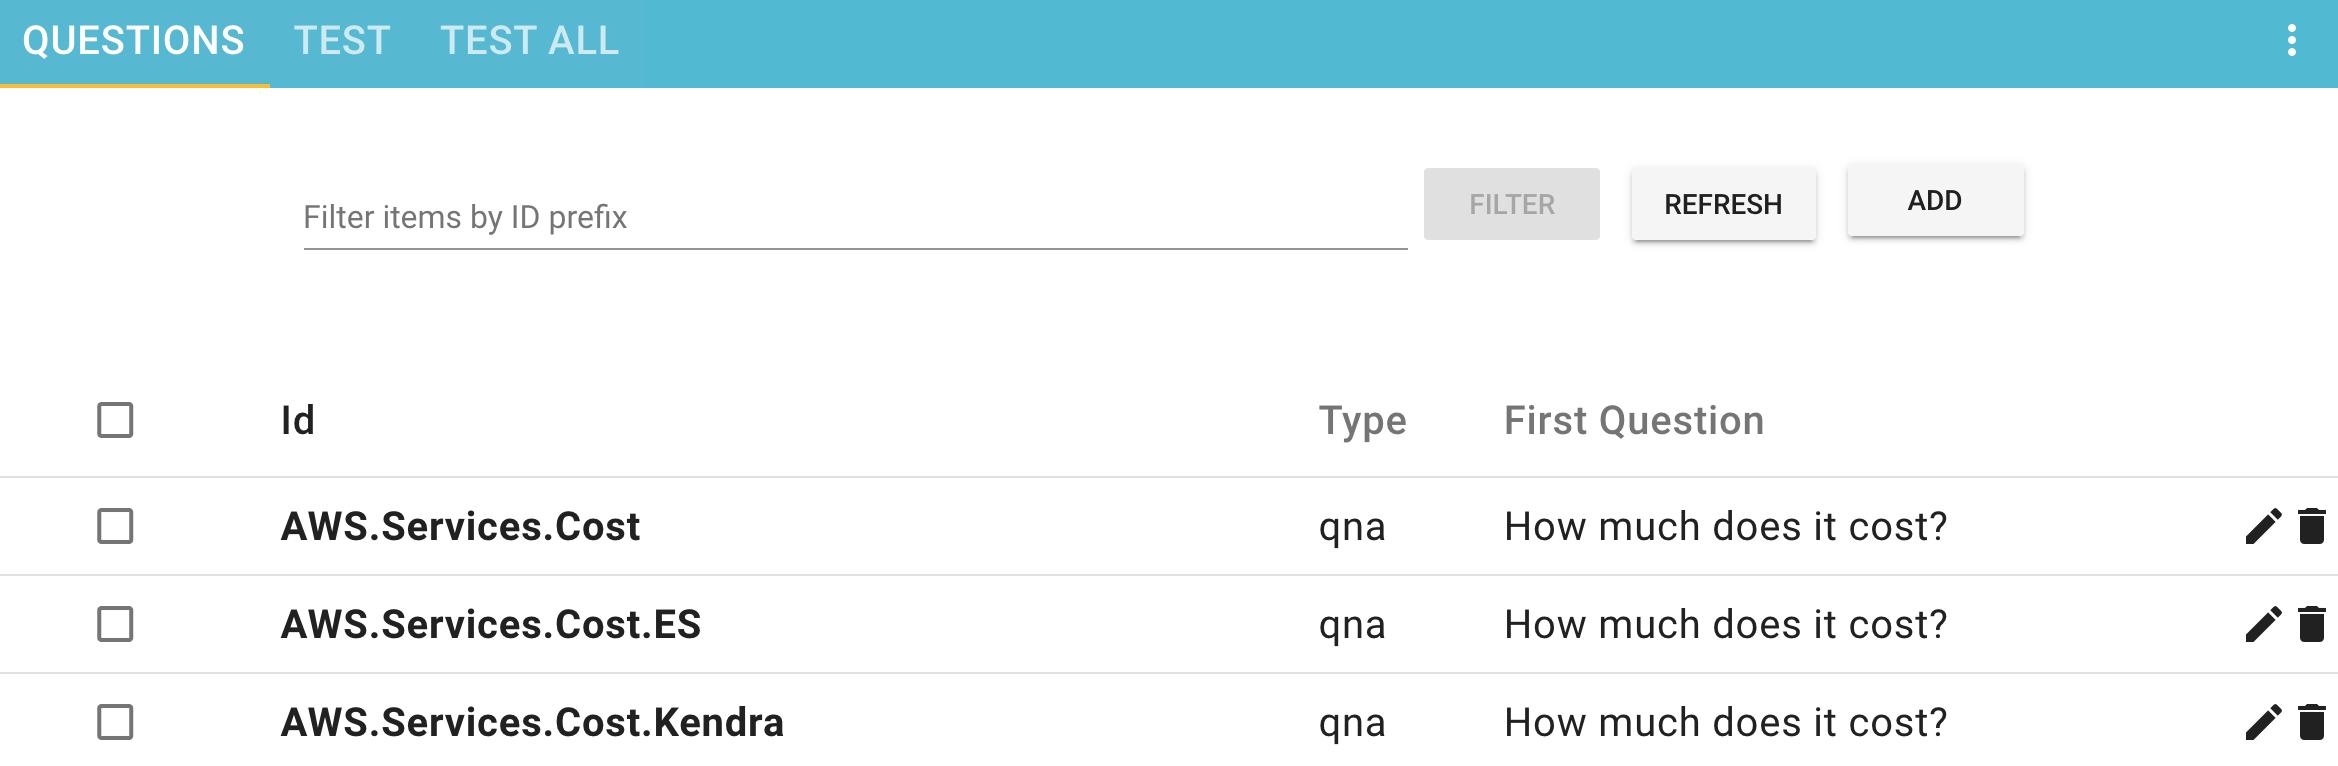 QUESTIONS TEST TEST ALL
Filter items by ID prefix FILTER REFRESH ADD
Id Type First Question
AWS.Services.Cost qna How much does it cost?
AWS.Services.Cost.ES qna How much does it cost?
AWS.Services.Cost.Kendra qna How much does it cost?